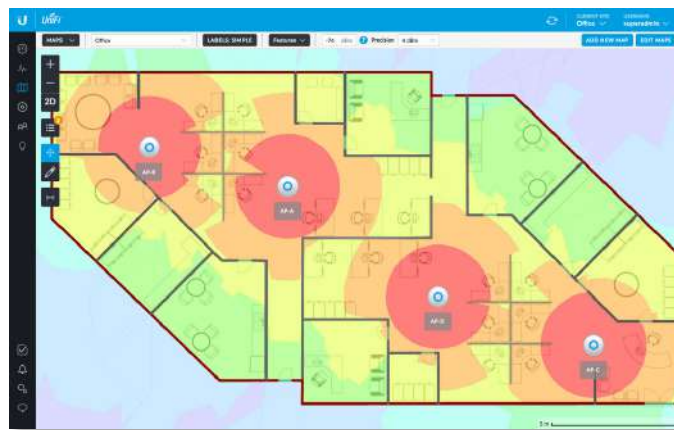 UniFi
CURRENT SITE
Office
USERNAME
superadmin
MAPS
Office
LABELS: SIMPLE
Features
Precision
ADD NEW MAP
EDIT MAPS
2D
AP-B
AP-A
AP-D
AP-C